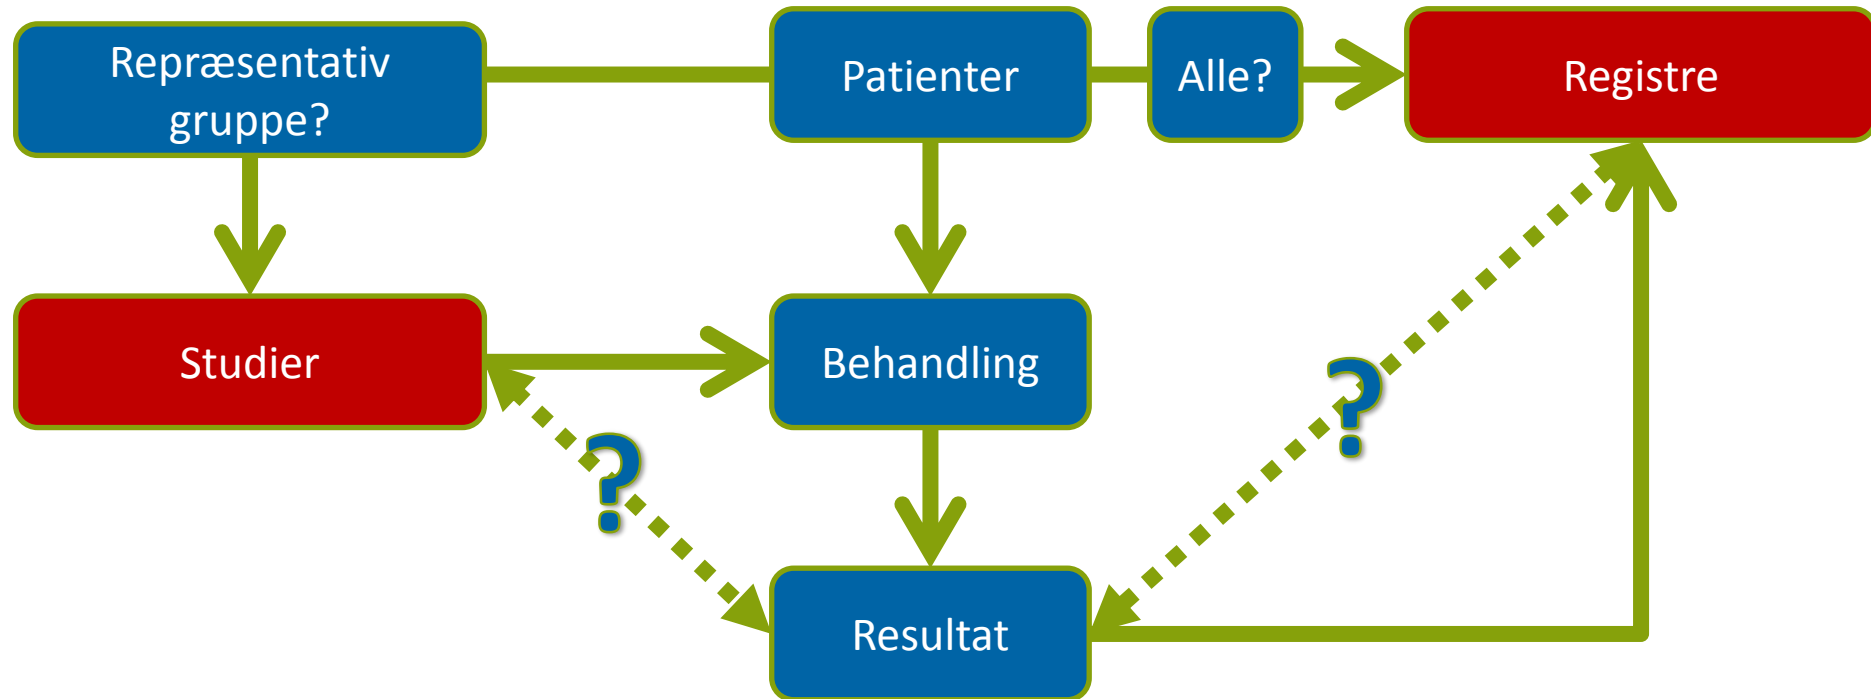 Repræsentativ
gruppe?
Patienter
Alle?
Registre
Studier
Behandling
?
?
Resultat